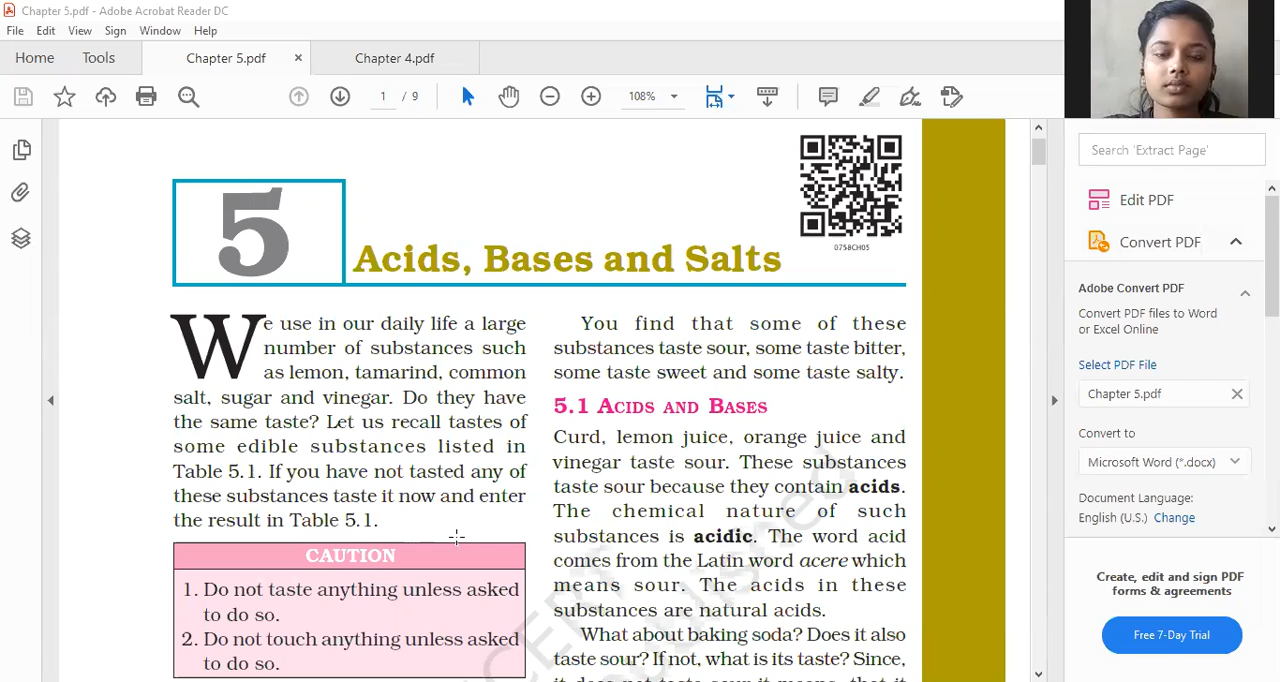 Chapter 5.pdf - Adobe Acrobat Reader DC
File Edit View Sign Window Help
Home Tools Chapter 5.pdf × Chapter 4.pdf
1 / 9 108%
Search 'Extract Page'
Edit PDF
Convert PDF
Adobe Convert PDF
Convert PDF files to Word
or Excel Online
Select PDF File
Chapter 5.pdf
Convert to
Microsoft Word (*.docx)
Document Language:
English (U.S.) Change
Create, edit and sign PDF
forms & agreements
Free 7-Day Trial
0758CH05
5
Acids, Bases and Salts
We use in our daily life a large
number of substances such
as lemon, tamarind, common
salt, sugar and vinegar. Do they have
the same taste? Let us recall tastes of
some edible substances listed in
Table 5.1. If you have not tasted any of
these substances taste it now and enter
the result in Table 5.1.
CAUTION
1. Do not taste anything unless asked
to do so.
2. Do not touch anything unless asked
to do so.
You find that some of these
substances taste sour, some taste bitter,
some taste sweet and some taste salty.
5.1 ACIDS AND BASES
Curd, lemon juice, orange juice and
vinegar taste sour. These substances
taste sour because they contain acids.
The chemical nature of such
substances is acidic. The word acid
comes from the Latin word acere which
means sour. The acids in these
substances are natural acids.
What about baking soda? Does it also
taste sour? If not, what is its taste? Since,
it does not taste sour it means, that it